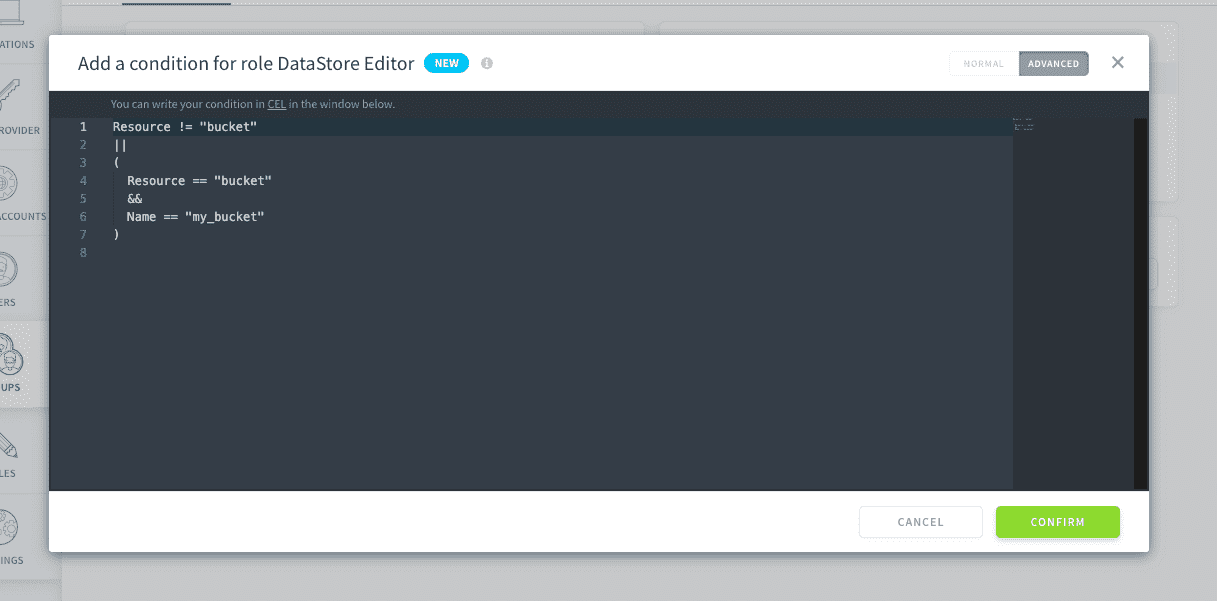 Add a condition for role DataStore Editor NEW
NORMAL ADVANCED
You can write your condition in CEL in the window below.
1 Resource != "bucket"
2 ||
3 (
4 Resource == "bucket"
5 &&
6 Name == "my_bucket"
7 )
8
CANCEL CONFIRM
ATIONS
ROVIDER
ACCOUNTS
ERS
UPS
LES
INGS